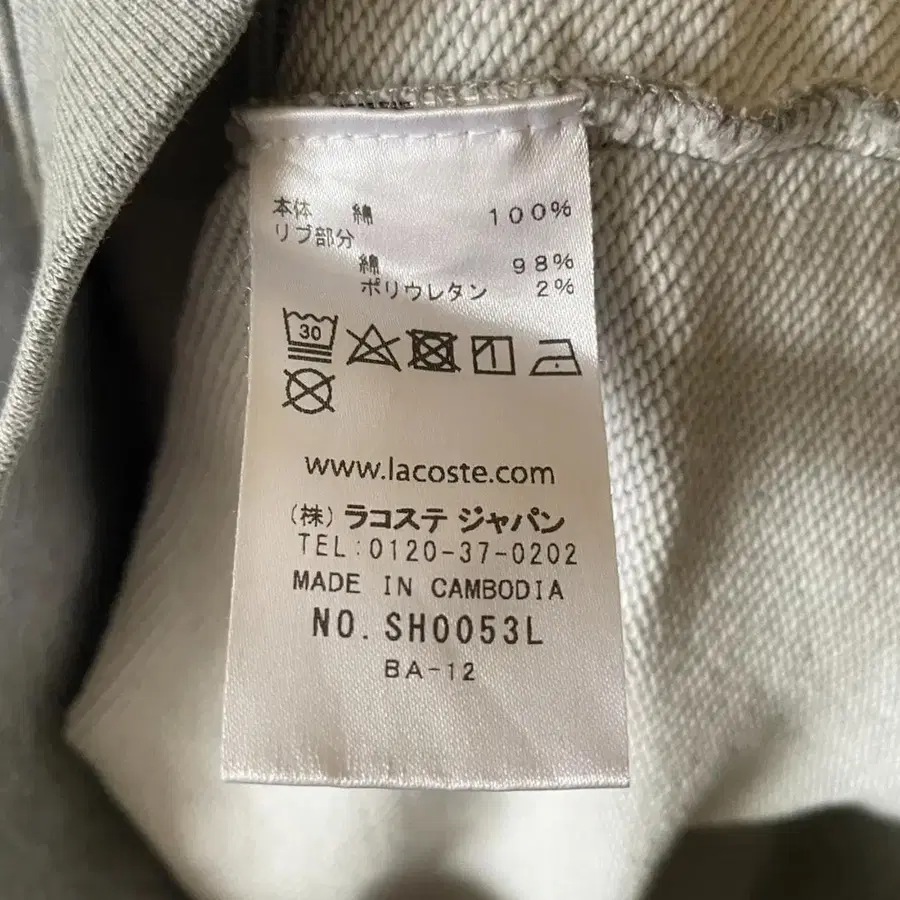 本体 綿 100%
リブ部分
綿 98%
ポリウレタン 2%
30
www.lacoste.com
(株) ラコステ ジャパン
TEL:0120-37-0202
MADE IN CAMBODIA
NO. SH0053L
BA-12